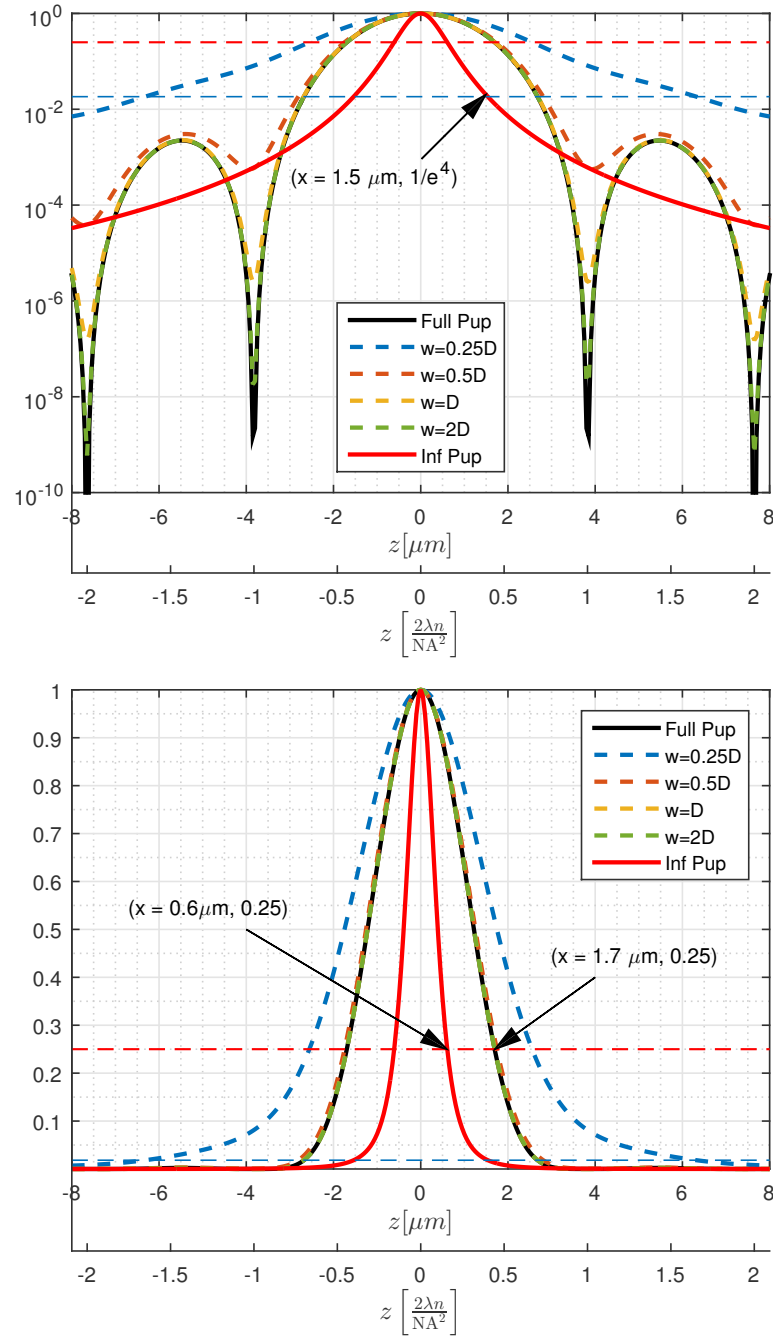 10^0
10^-2
(x = 1.5 μm, 1/e^4)
10^-4
10^-6
Full Pup
w=0.25D
w=0.5D
w=D
w=2D
Inf Pup
10^-8
10^-10
-8 -6 -4 -2 0 2 4 6 8
z[μm]
-2 -1.5 -1 -0.5 0 0.5 1 1.5 2
z [2λn/NA^2]
1
0.9
0.8
0.7
0.6
0.5
0.4
0.3
0.2
0.1
Full Pup
w=0.25D
w=0.5D
w=D
w=2D
Inf Pup
(x = 0.6μm, 0.25)
(x = 1.7 μm, 0.25)
-8 -6 -4 -2 0 2 4 6 8
z[μm]
-2 -1.5 -1 -0.5 0 0.5 1 1.5 2
z [2λn/NA^2]